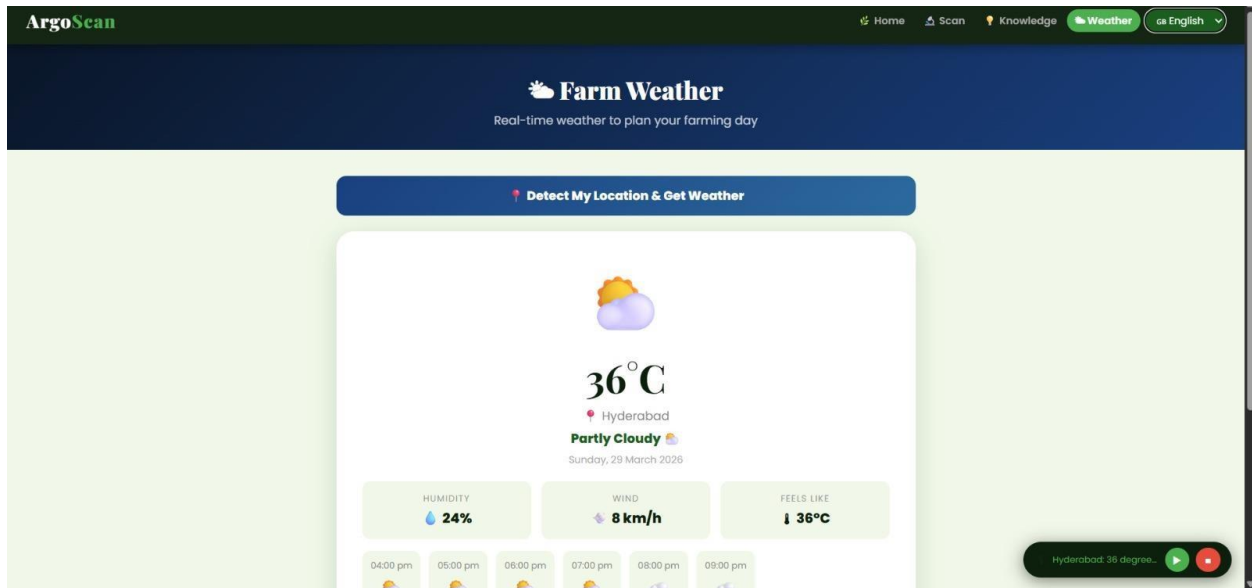 ArgoScan
Home Scan Knowledge Weather GB English
Farm Weather
Real-time weather to plan your farming day
Detect My Location & Get Weather
36°C
Hyderabad
Partly Cloudy
Sunday, 29 March 2026
HUMIDITY WIND FEELS LIKE
24% 8 km/h 36°C
04:00 pm 05:00 pm 06:00 pm 07:00 pm 08:00 pm 09:00 pm
Hyderabad: 36 degree...